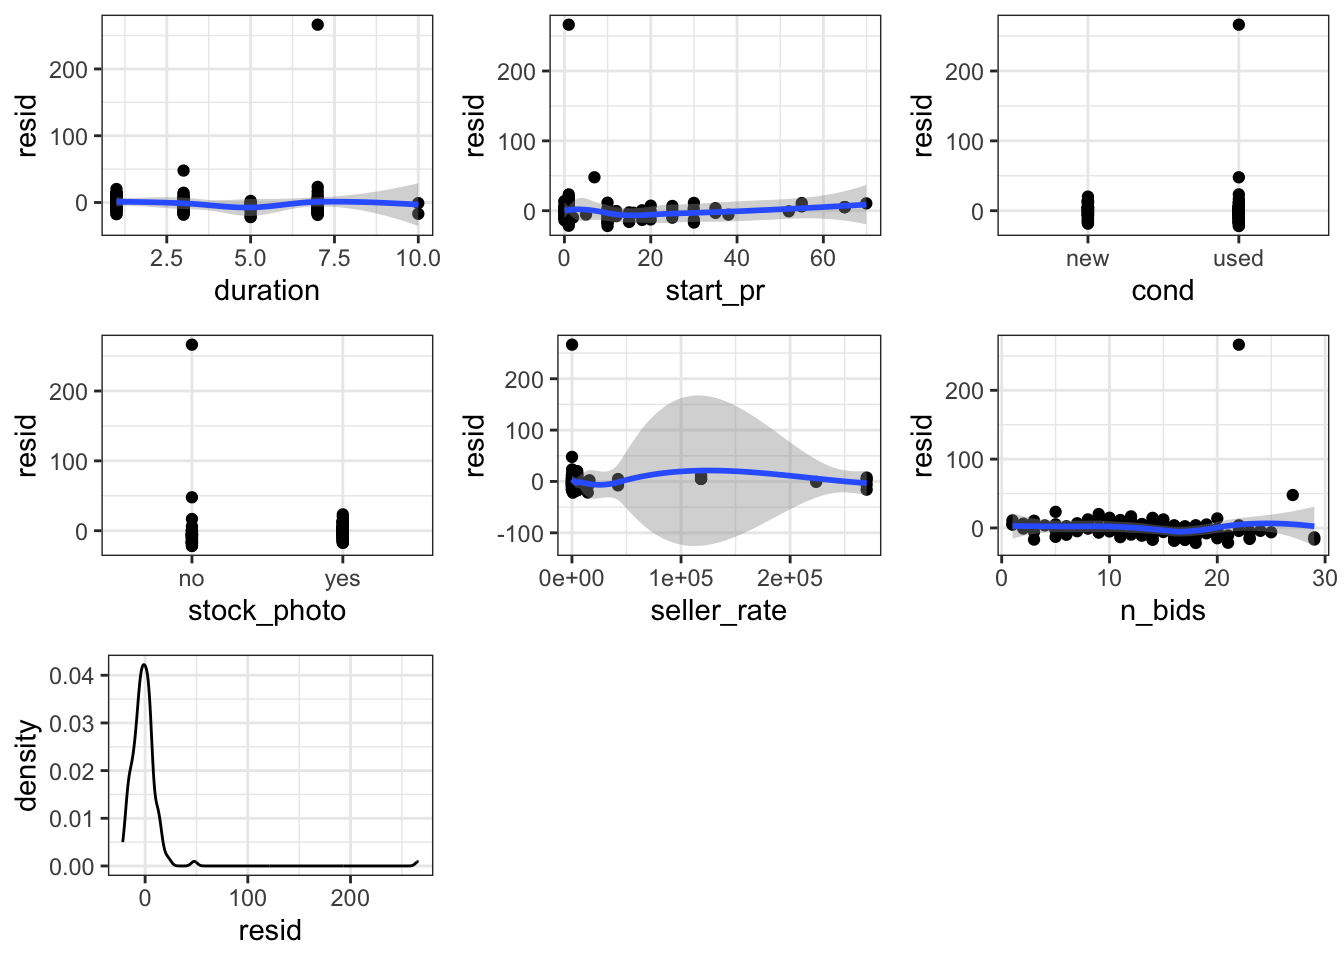 resid
200
100
0
2.5
5.0
7.5
10.0
duration
resid
200
100
0
0
20
40
60
start_pr
resid
200
100
0
new
used
cond
resid
200
100
0
no
yes
stock_photo
resid
200
100
0
-100
0e+00
1e+05
2e+05
seller_rate
resid
200
100
0
0
10
20
30
n_bids
density
0.04
0.03
0.02
0.01
0.00
0
100
200
resid